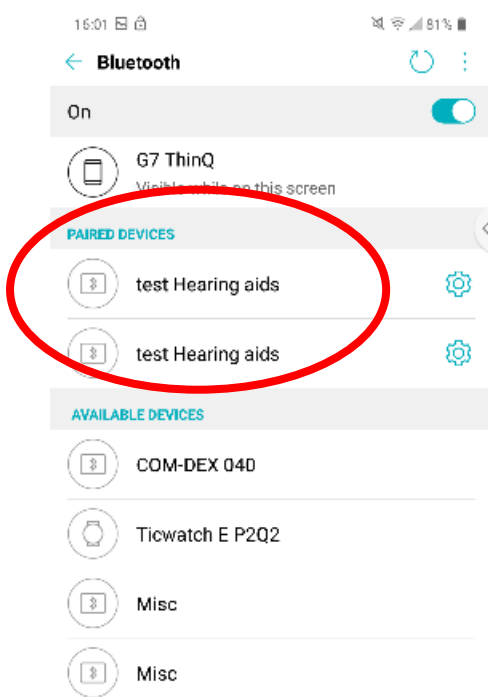 16:01 81%
Bluetooth
On
G7 ThinQ
Visible while on this screen
PAIRED DEVICES
test Hearing aids
test Hearing aids
AVAILABLE DEVICES
COM-DEX 040
Ticwatch E P2Q2
Misc
Misc